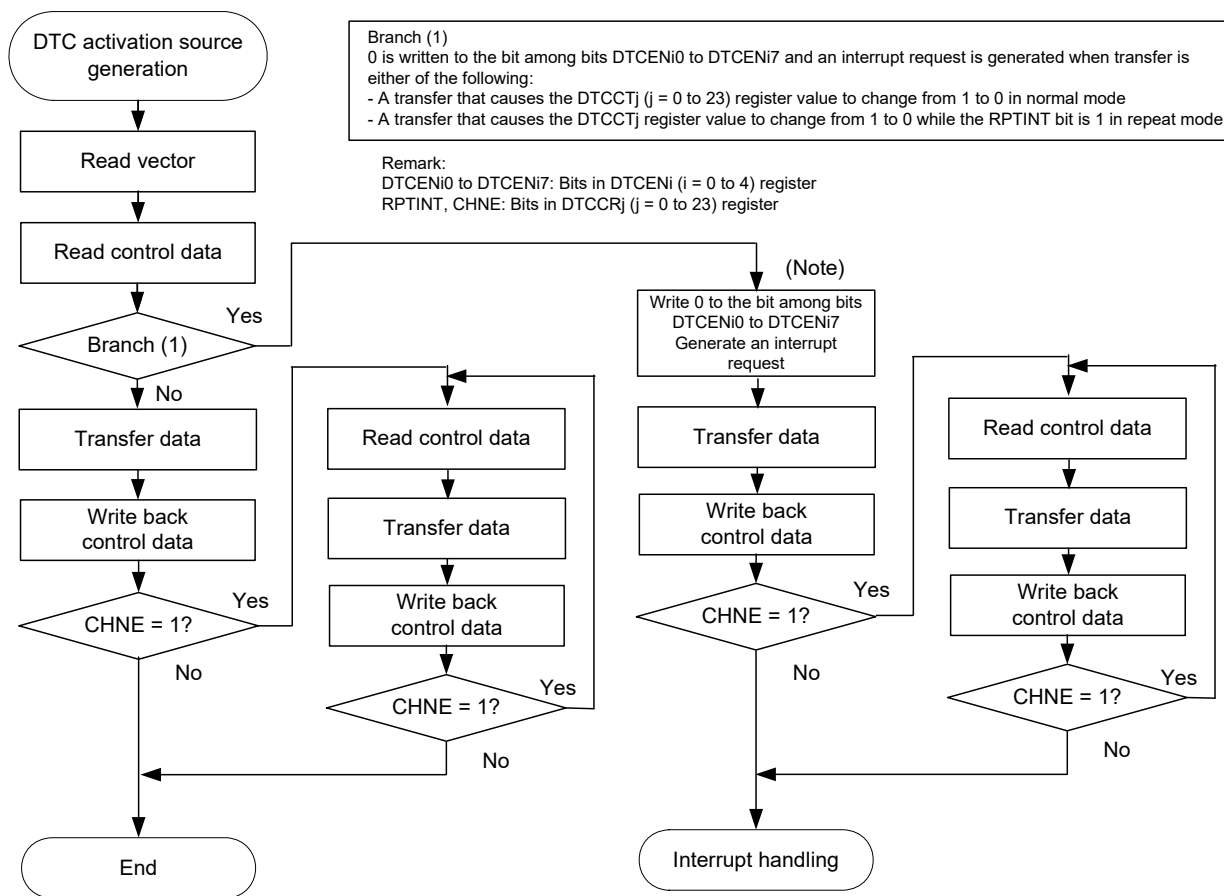 DTC activation source
generation
Branch (1)
0 is written to the bit among bits DTCENi0 to DTCENi7 and an interrupt request is generated when transfer is
either of the following:
- A transfer that causes the DTCCTj (j = 0 to 23) register value to change from 1 to 0 in normal mode
- A transfer that causes the DTCCTj register value to change from 1 to 0 while the RPTINT bit is 1 in repeat mode
Remark:
DTCENi0 to DTCENi7: Bits in DTCENi (i = 0 to 4) register
RPTINT, CHNE: Bits in DTCCRj (j = 0 to 23) register
Read vector
Read control data
Branch (1)
Yes
No
Transfer data
Write back
control data
CHNE = 1?
Yes
No
Read control data
Transfer data
Write back
control data
CHNE = 1?
Yes
No
End
(Note)
Write 0 to the bit among bits
DTCENi0 to DTCENi7
Generate an interrupt
request
Transfer data
Write back
control data
CHNE = 1?
Yes
No
Read control data
Transfer data
Write back
control data
CHNE = 1?
Yes
No
Interrupt handling